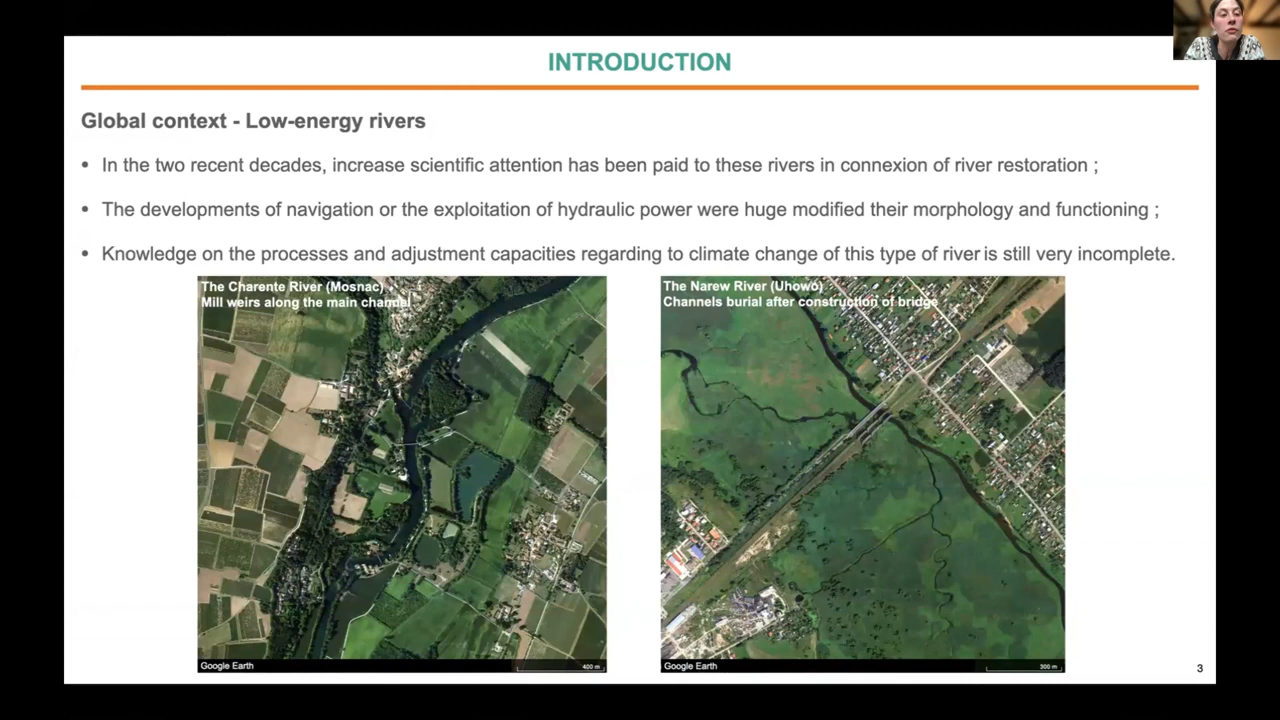 INTRODUCTION
Global context - Low-energy rivers
• In the two recent decades, increase scientific attention has been paid to these rivers in connexion of river restoration ;
• The developments of navigation or the exploitation of hydraulic power were huge modified their morphology and functioning ;
• Knowledge on the processes and adjustment capacities regarding to climate change of this type of river is still very incomplete.
The Charente River (Mosnac)
Mill weirs along the main channel
Google Earth
400 m
The Narew River (Uhowo)
Channels burial after construction of bridge
Google Earth
300 m
3